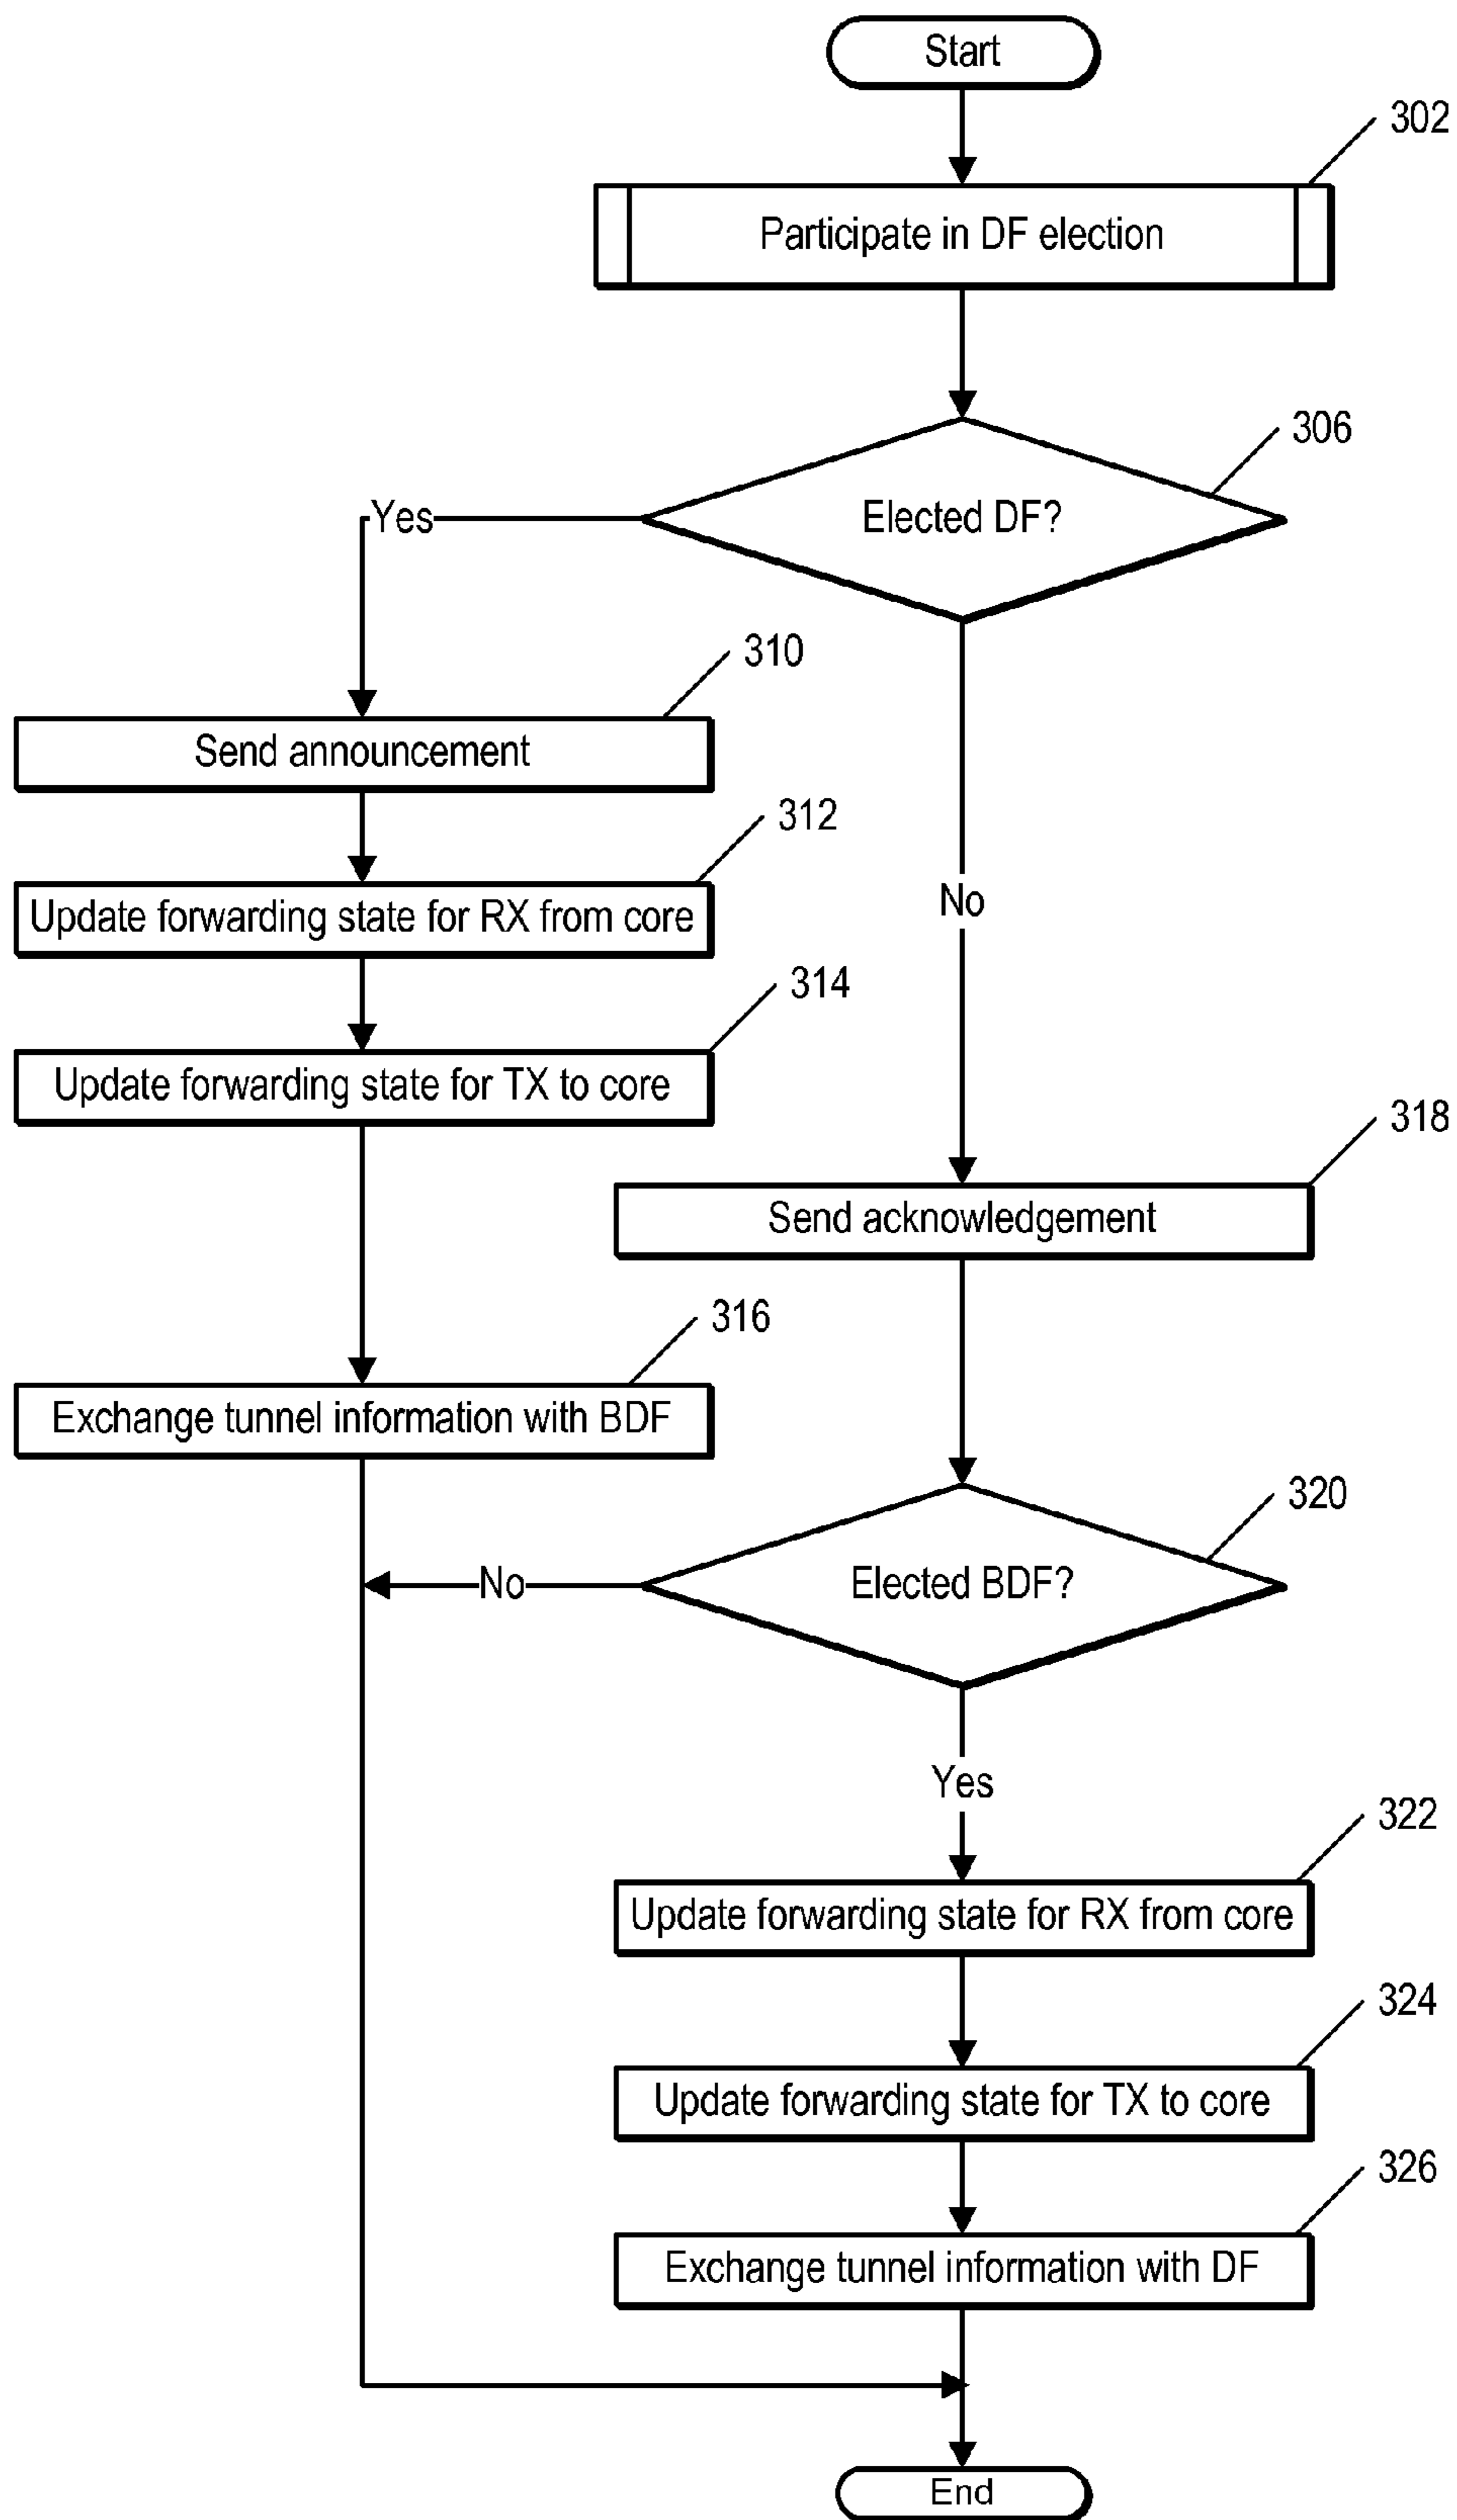 Start
302
Participate in DF election
306
Elected DF?
Yes
310
Send announcement
312
Update forwarding state for RX from core
No
314
Update forwarding state for TX to core
318
Send acknowledgement
316
Exchange tunnel information with BDF
320
Elected BDF?
No
Yes
322
Update forwarding state for RX from core
324
Update forwarding state for TX to core
326
Exchange tunnel information with DF
End